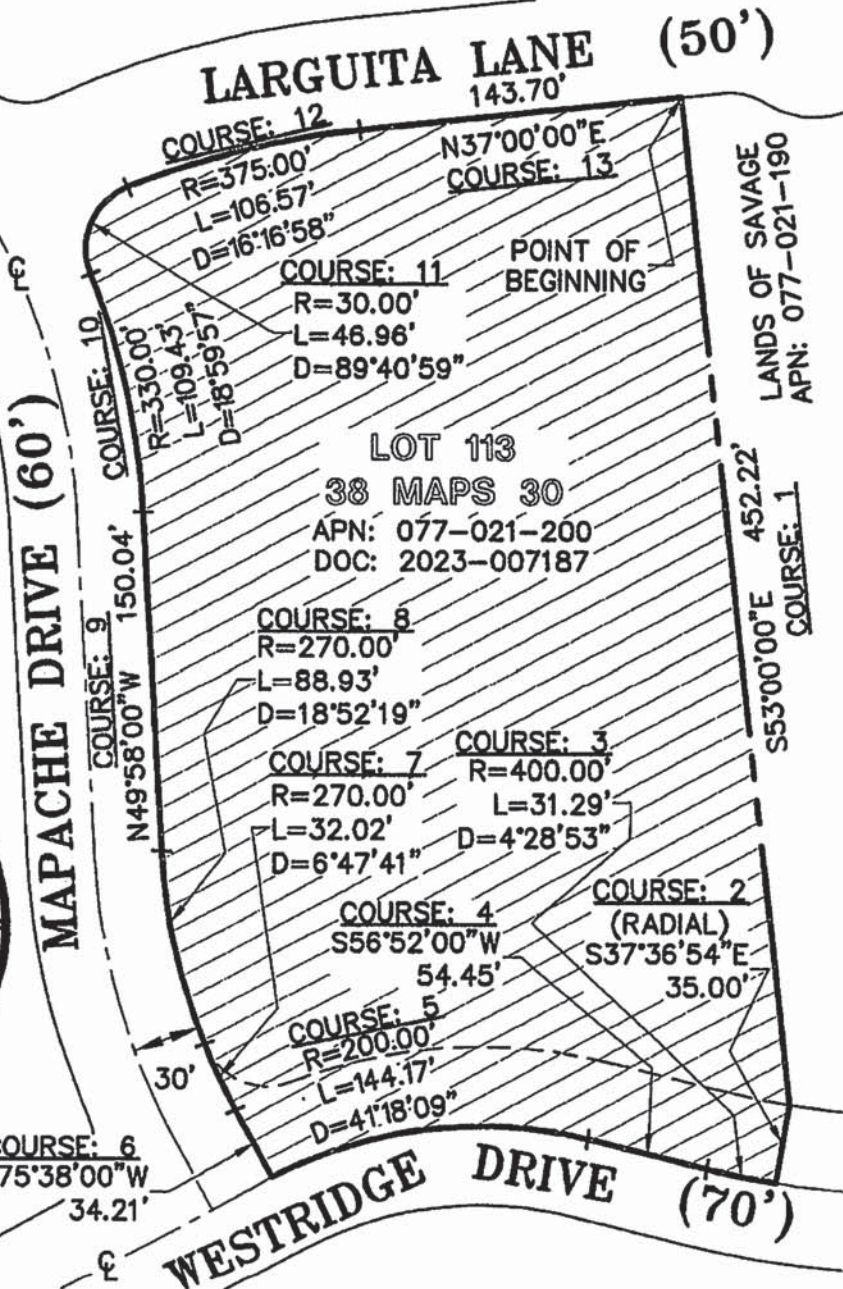 LARGUITA LANE (50')
143.70'
N37°00'00"E
COURSE: 13
COURSE: 12
R=375.00'
L=106.57'
D=16°16'58"
POINT OF
BEGINNING
LANDS OF SAVAGE
APN: 077-021-190
COURSE: 11
R=30.00'
L=46.96'
D=89°40'59"
COURSE: 10
R=330.00'
L=109.43'
D=18°59'57"
LOT 113
38 MAPS 30
APN: 077-021-200
DOC: 2023-007187
S53°00'00"E 452.22'
COURSE: 1
MAPACHE DRIVE (60')
COURSE: 9
N49°58'00"W 150.04'
COURSE: 8
R=270.00'
L=88.93'
D=18°52'19"
COURSE: 7
R=270.00'
L=32.02'
D=6°47'41"
COURSE: 3
R=400.00'
L=31.29'
D=4°28'53"
COURSE: 4
S56°52'00"W
54.45'
COURSE: 2
(RADIAL)
S37°36'54"E
35.00'
COURSE: 5
R=200.00'
L=144.17'
D=41°18'09"
30'
COURSE: 6
75°38'00"W
34.21'
WESTRIDGE DRIVE (70')
℄
℄